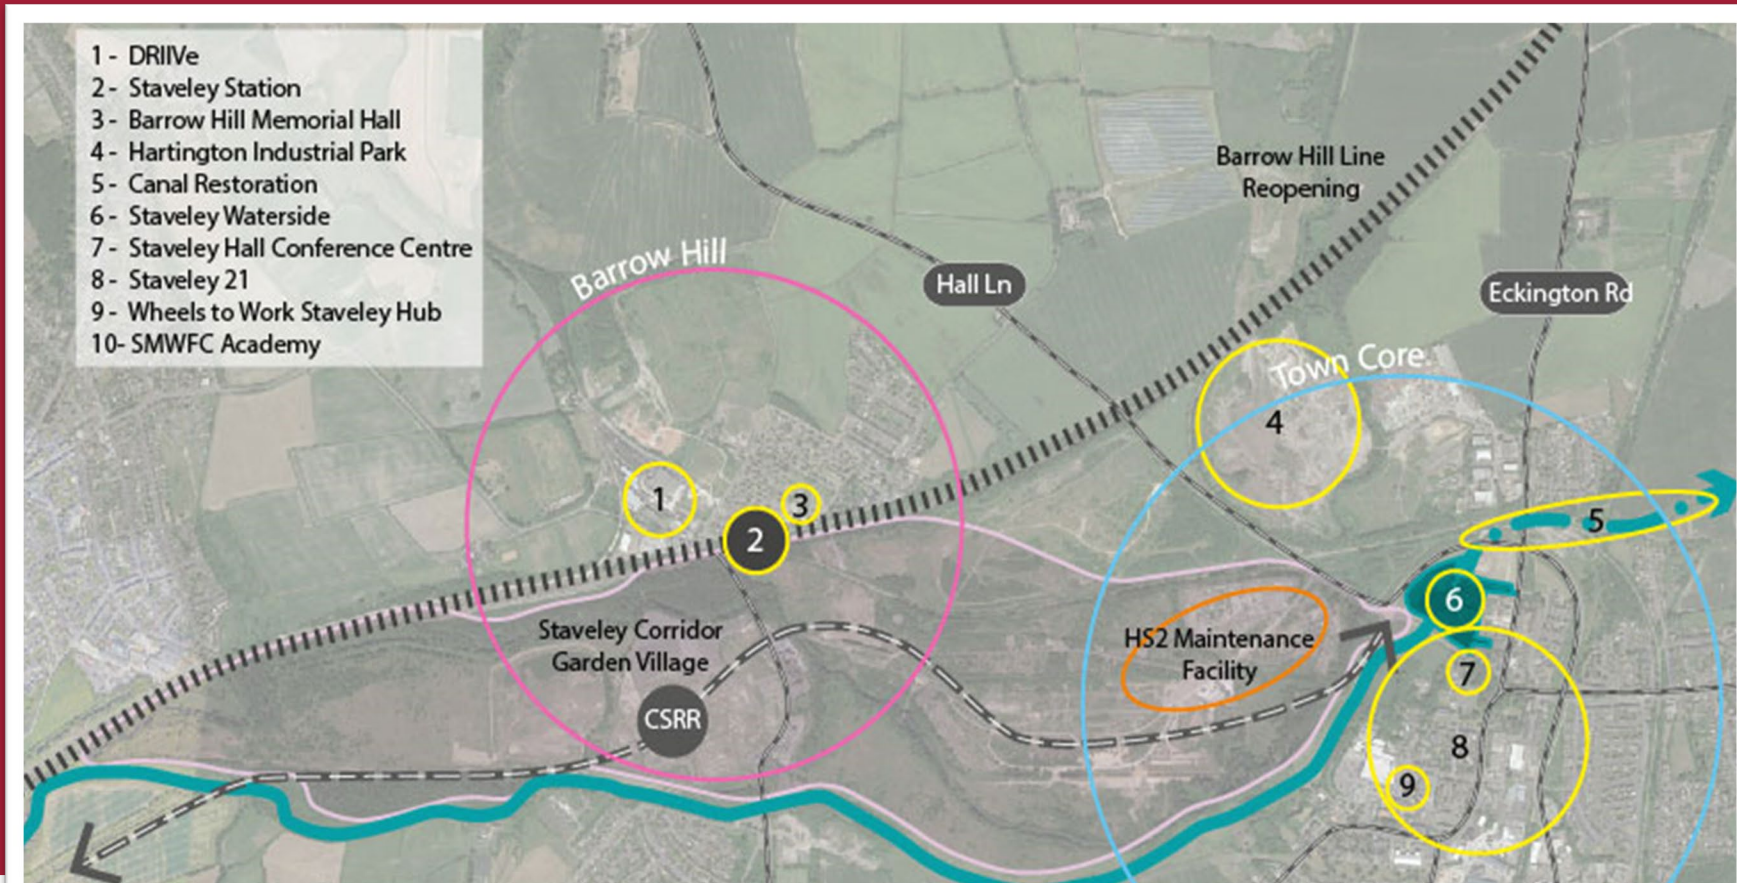 1 - DRIIVe
2 - Staveley Station
3 - Barrow Hill Memorial Hall
4 - Hartington Industrial Park
5 - Canal Restoration
6 - Staveley Waterside
7 - Staveley Hall Conference Centre
8 - Staveley 21
9 - Wheels to Work Staveley Hub
10- SMWFC Academy
Barrow Hill Line
Reopening
Barrow Hill
Hall Ln
Eckington Rd
Town Core
4
1
3
2
5
6
Staveley Corridor
Garden Village
HS2 Maintenance
Facility
7
CSRR
8
9